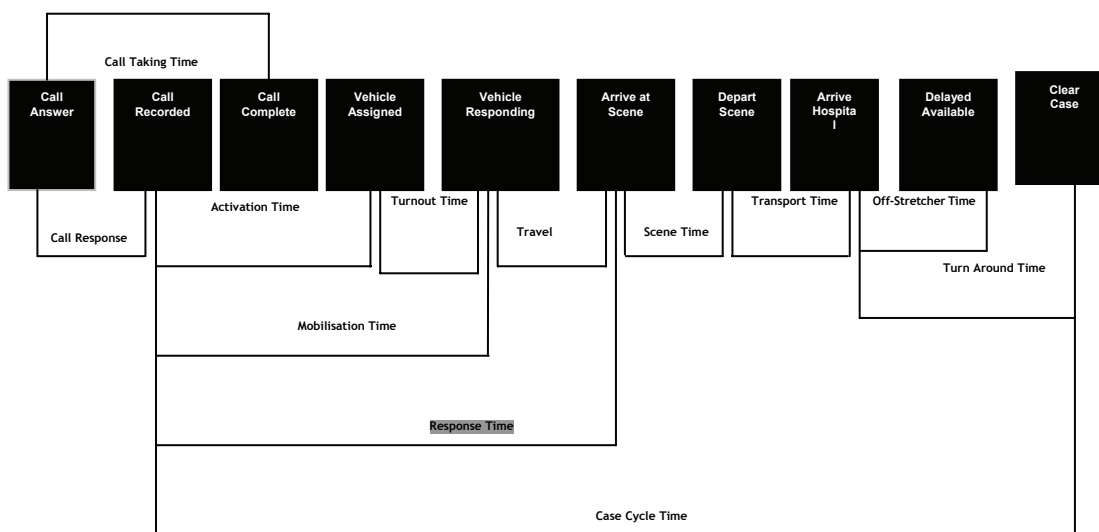 Call Taking Time
Call
Answer
Call
Recorded
Call
Complete
Vehicle
Assigned
Vehicle
Responding
Arrive at
Scene
Depart
Scene
Arrive
Hospita
l
Delayed
Available
Clear
Case
Call Response
Activation Time
Turnout Time
Travel
Scene Time
Transport Time
Off-Stretcher Time
Turn Around Time
Mobilisation Time
Response Time
Case Cycle Time